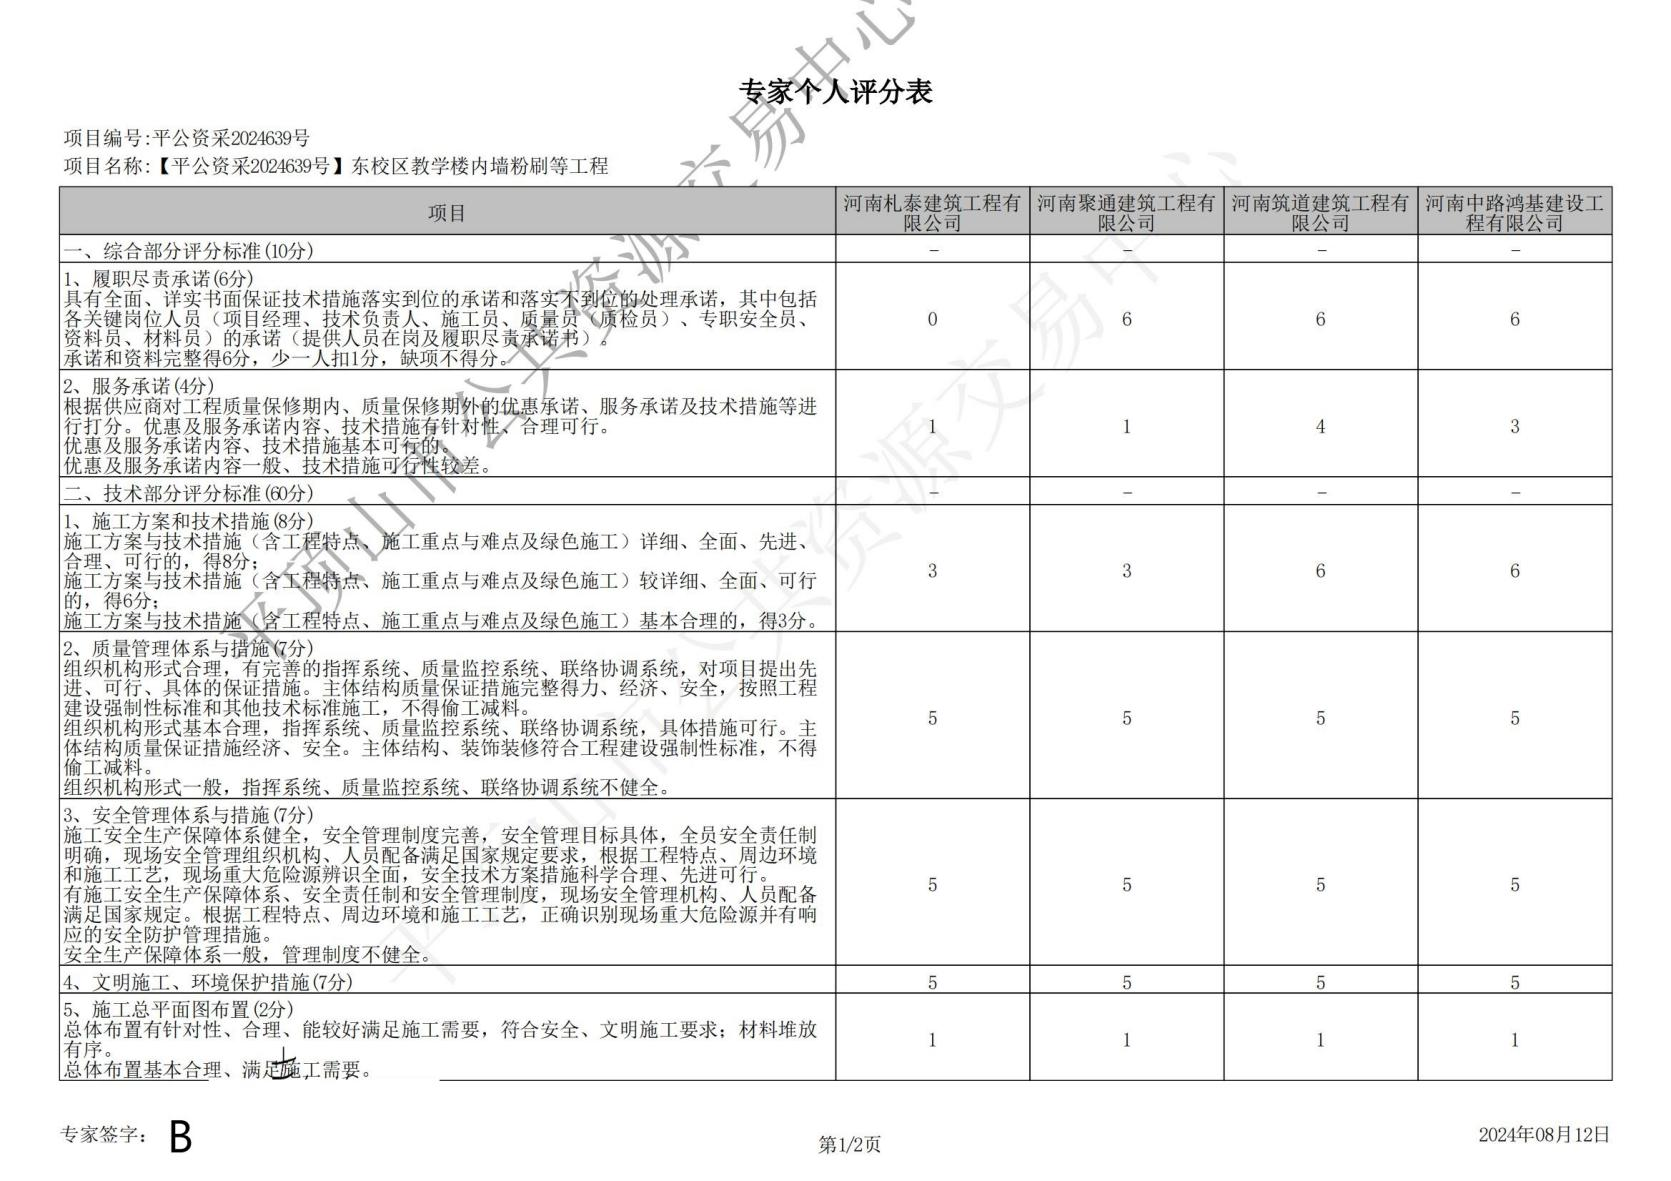 专家个人评分表
项目编号:平公资采2024639号
项目名称:【平公资采2024639号】东校区教学楼内墙粉刷等工程
项目
河南札泰建筑工程有限公司
河南聚通建筑工程有限公司
河南筑道建筑工程有限公司
河南中路鸿基建设工程有限公司
一、综合部分评分标准(10分) － － － －
1、履职尽责承诺(6分)
具有全面、详实书面保证技术措施落实到位的承诺和落实不到位的处理承诺，其中包括
各关键岗位人员（项目经理、技术负责人、施工员、质量员（质检员）、专职安全员、
资料员、材料员）的承诺（提供人员在岗及履职尽责承诺书）。
承诺和资料完整得6分，少一人扣1分，缺项不得分。
0 6 6 6
2、服务承诺(4分)
根据供应商对工程质量保修期内、质量保修期外的优惠承诺、服务承诺及技术措施等进
行打分。优惠及服务承诺内容、技术措施有针对性、合理可行。
优惠及服务承诺内容、技术措施基本可行的。
优惠及服务承诺内容一般、技术措施可行性较差。
1 1 4 3
二、技术部分评分标准(60分) － － － －
1、施工方案和技术措施(8分)
施工方案与技术措施（含工程特点、施工重点与难点及绿色施工）详细、全面、先进、
合理、可行的，得8分；
施工方案与技术措施（含工程特点、施工重点与难点及绿色施工）较详细、全面、可行
的，得6分；
施工方案与技术措施（含工程特点、施工重点与难点及绿色施工）基本合理的，得3分。
3 3 6 6
2、质量管理体系与措施(7分)
组织机构形式合理，有完善的指挥系统、质量监控系统、联络协调系统，对项目提出先
进、可行、具体的保证措施。主体结构质量保证措施完整得力、经济、安全，按照工程
建设强制性标准和其他技术标准施工，不得偷工减料。
组织机构形式基本合理，指挥系统、质量监控系统、联络协调系统，具体措施可行。主
体结构质量保证措施经济、安全。主体结构、装饰装修符合工程建设强制性标准，不得
偷工减料。
组织机构形式一般，指挥系统、质量监控系统、联络协调系统不健全。
5 5 5 5
3、安全管理体系与措施(7分)
施工安全生产保障体系健全，安全管理制度完善，安全管理目标具体，全员安全责任制
明确，现场安全管理组织机构、人员配备满足国家规定要求，根据工程特点、周边环境
和施工工艺，现场重大危险源辨识全面，安全技术方案措施科学合理、先进可行。
有施工安全生产保障体系、安全责任制和安全管理制度，现场安全管理机构、人员配备
满足国家规定。根据工程特点、周边环境和施工工艺，正确识别现场重大危险源并有响
应的安全防护管理措施。
安全生产保障体系一般，管理制度不健全。
5 5 5 5
4、文明施工、环境保护措施(7分) 5 5 5 5
5、施工总平面图布置(2分)
总体布置有针对性、合理、能较好满足施工需要，符合安全、文明施工要求；材料堆放
有序。
总体布置基本合理、满足施工需要。
1 1 1 1
专家签字： B
第1/2页
2024年08月12日
平顶山市公共资源交易中心
平顶山市公共资源交易中心